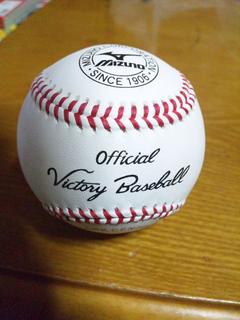 Mizuno
SINCE 1906
Official
Victory Baseball